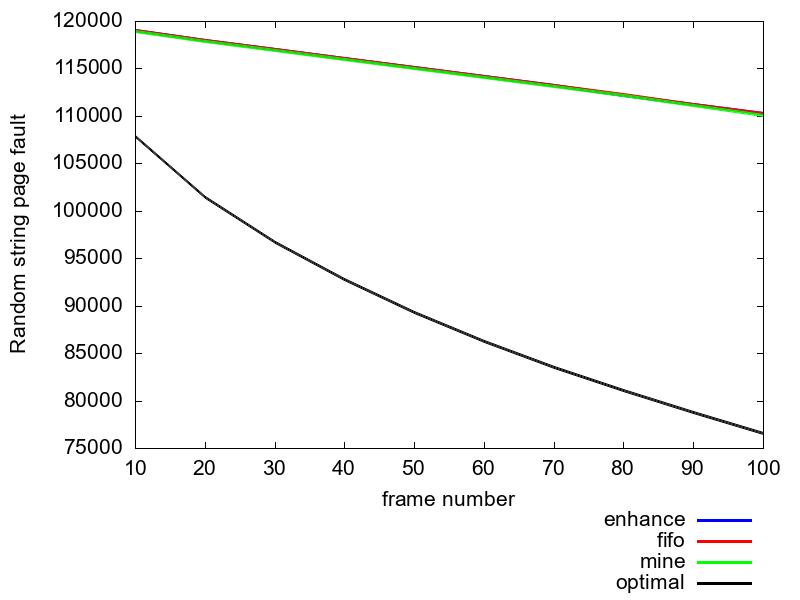 120000
115000
110000
105000
100000
95000
90000
85000
80000
75000
Random string page fault
10 20 30 40 50 60 70 80 90 100
frame number
enhance
fifo
mine
optimal